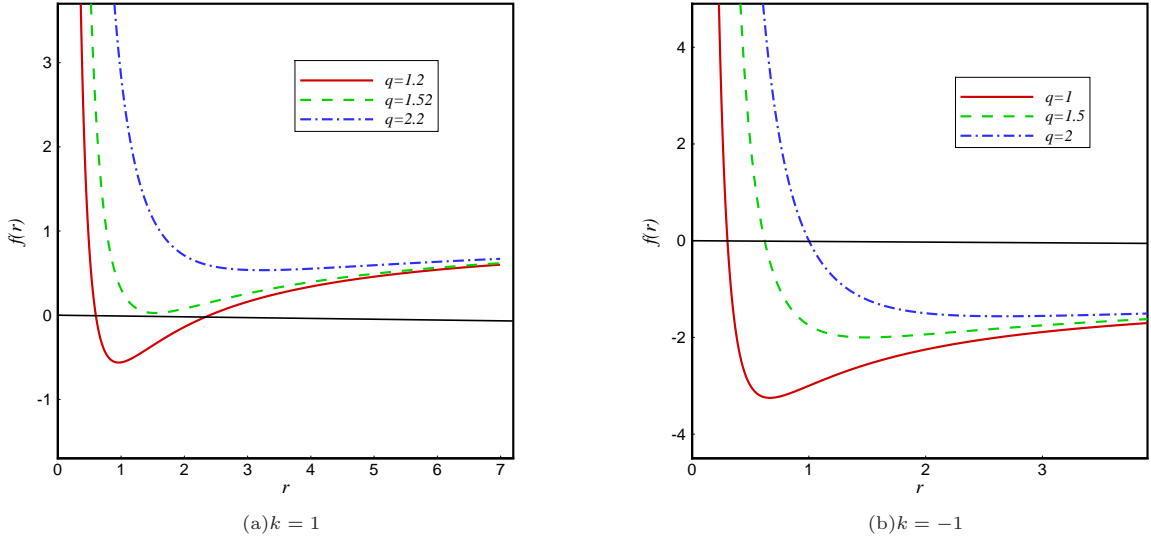 f(r)
3
2
1
0
-1
q=1.2
q=1.52
q=2.2
0 1 2 3 4 5 6 7
r
(a)k = 1
f(r)
4
2
0
-2
-4
q=1
q=1.5
q=2
0 1 2 3
r
(b)k = −1